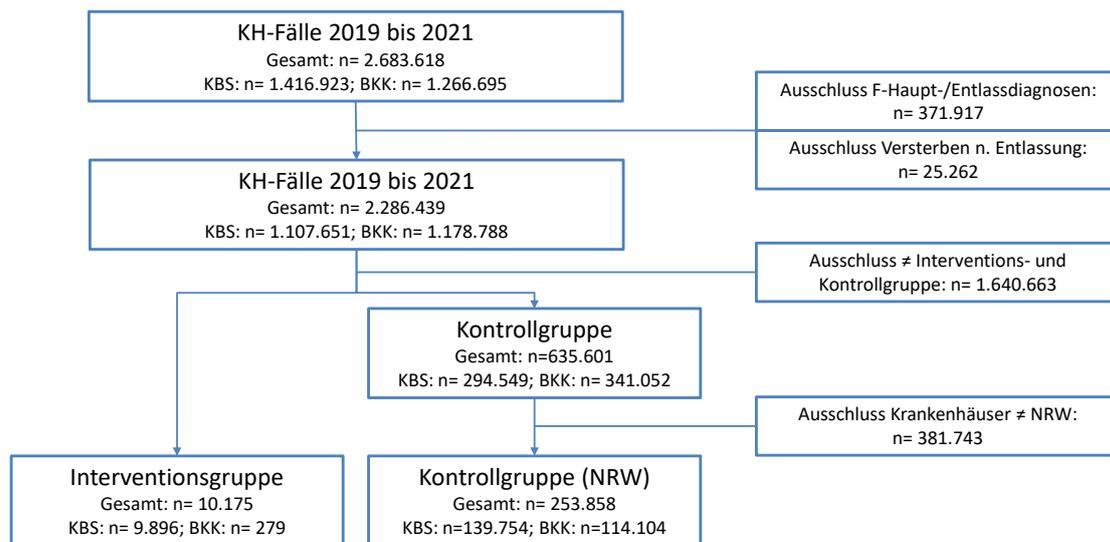 KH-Fälle 2019 bis 2021
Gesamt: n= 2.683.618
KBS: n= 1.416.923; BKK: n= 1.266.695
Ausschluss F-Haupt-/Entlassdiagnosen:
n= 371.917
Ausschluss Versterben n. Entlassung:
n= 25.262
KH-Fälle 2019 bis 2021
Gesamt: n= 2.286.439
KBS: n= 1.107.651; BKK: n= 1.178.788
Ausschluss ≠ Interventions- und
Kontrollgruppe: n= 1.640.663
Kontrollgruppe
Gesamt: n=635.601
KBS: n= 294.549; BKK: n= 341.052
Ausschluss Krankenhäuser ≠ NRW:
n= 381.743
Interventionsgruppe
Gesamt: n= 10.175
KBS: n= 9.896; BKK: n= 279
Kontrollgruppe (NRW)
Gesamt: n= 253.858
KBS: n=139.754; BKK: n=114.104